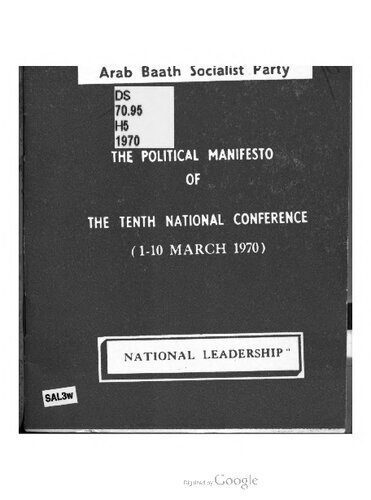 Arab Baath Socialist Party
DS
70.95
H5
1970
THE POLITICAL MANIFESTO
OF
THE TENTH NATIONAL CONFERENCE
(1-10 MARCH 1970)
NATIONAL LEADERSHIP"
SAL3w
Digitized by Google